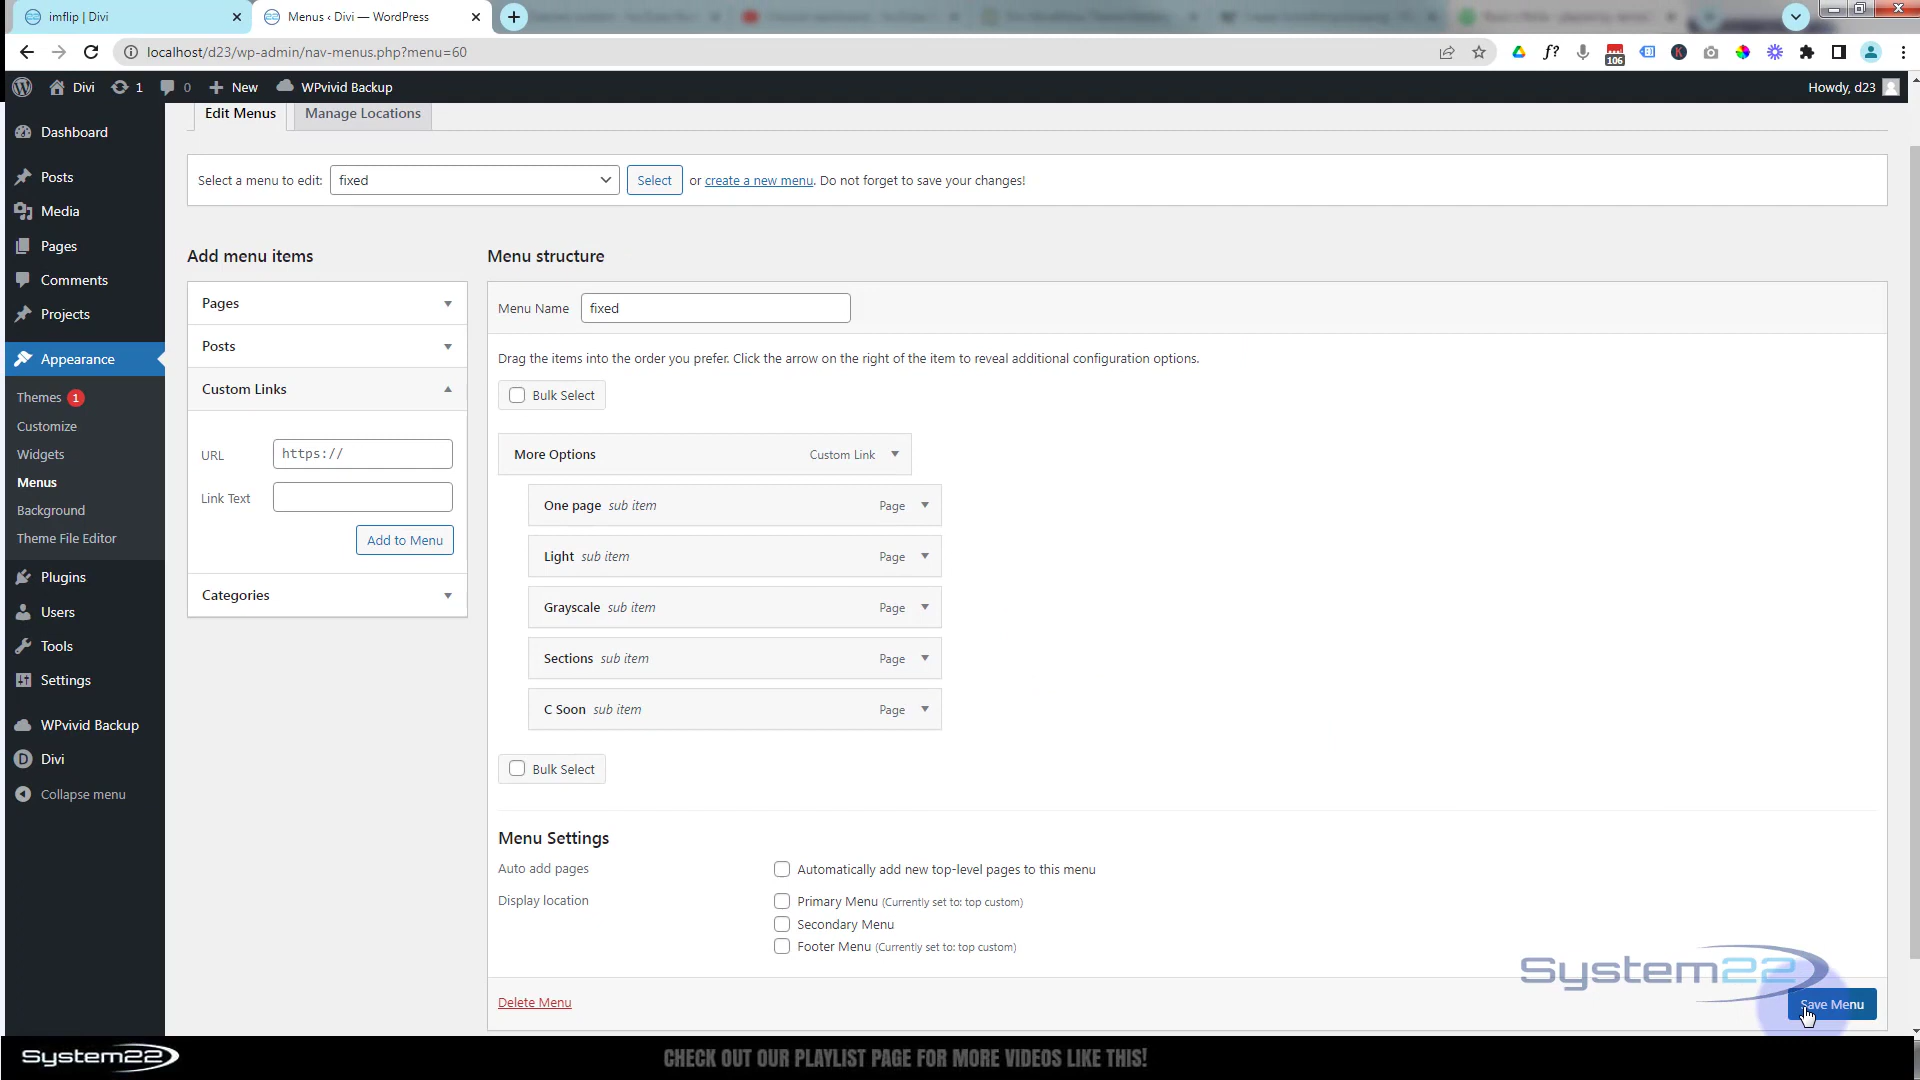 imflip | Divi
Menus ‹ Divi — WordPress
localhost/d23/wp-admin/nav-menus.php?menu=60
106
Divi
1
0
New
WPvivid Backup
Howdy, d23
Dashboard
Posts
Media
Pages
Comments
Projects
Appearance
Themes 1
Customize
Widgets
Menus
Background
Theme File Editor
Plugins
Users
Tools
Settings
WPvivid Backup
Divi
Collapse menu
Edit Menus
Manage Locations
Select a menu to edit:
fixed
Select
or create a new menu. Do not forget to save your changes!
Add menu items
Pages
Posts
Custom Links
URL
https://
Link Text
Add to Menu
Categories
Menu structure
Menu Name
fixed
Drag the items into the order you prefer. Click the arrow on the right of the item to reveal additional configuration options.
Bulk Select
More Options
Custom Link
One page sub item
Page
Light sub item
Page
Grayscale sub item
Page
Sections sub item
Page
C Soon sub item
Page
Bulk Select
Menu Settings
Auto add pages
Automatically add new top-level pages to this menu
Display location
Primary Menu (Currently set to: top custom)
Secondary Menu
Footer Menu (Currently set to: top custom)
Delete Menu
System22
Save Menu
System22
CHECK OUT OUR PLAYLIST PAGE FOR MORE VIDEOS LIKE THIS!